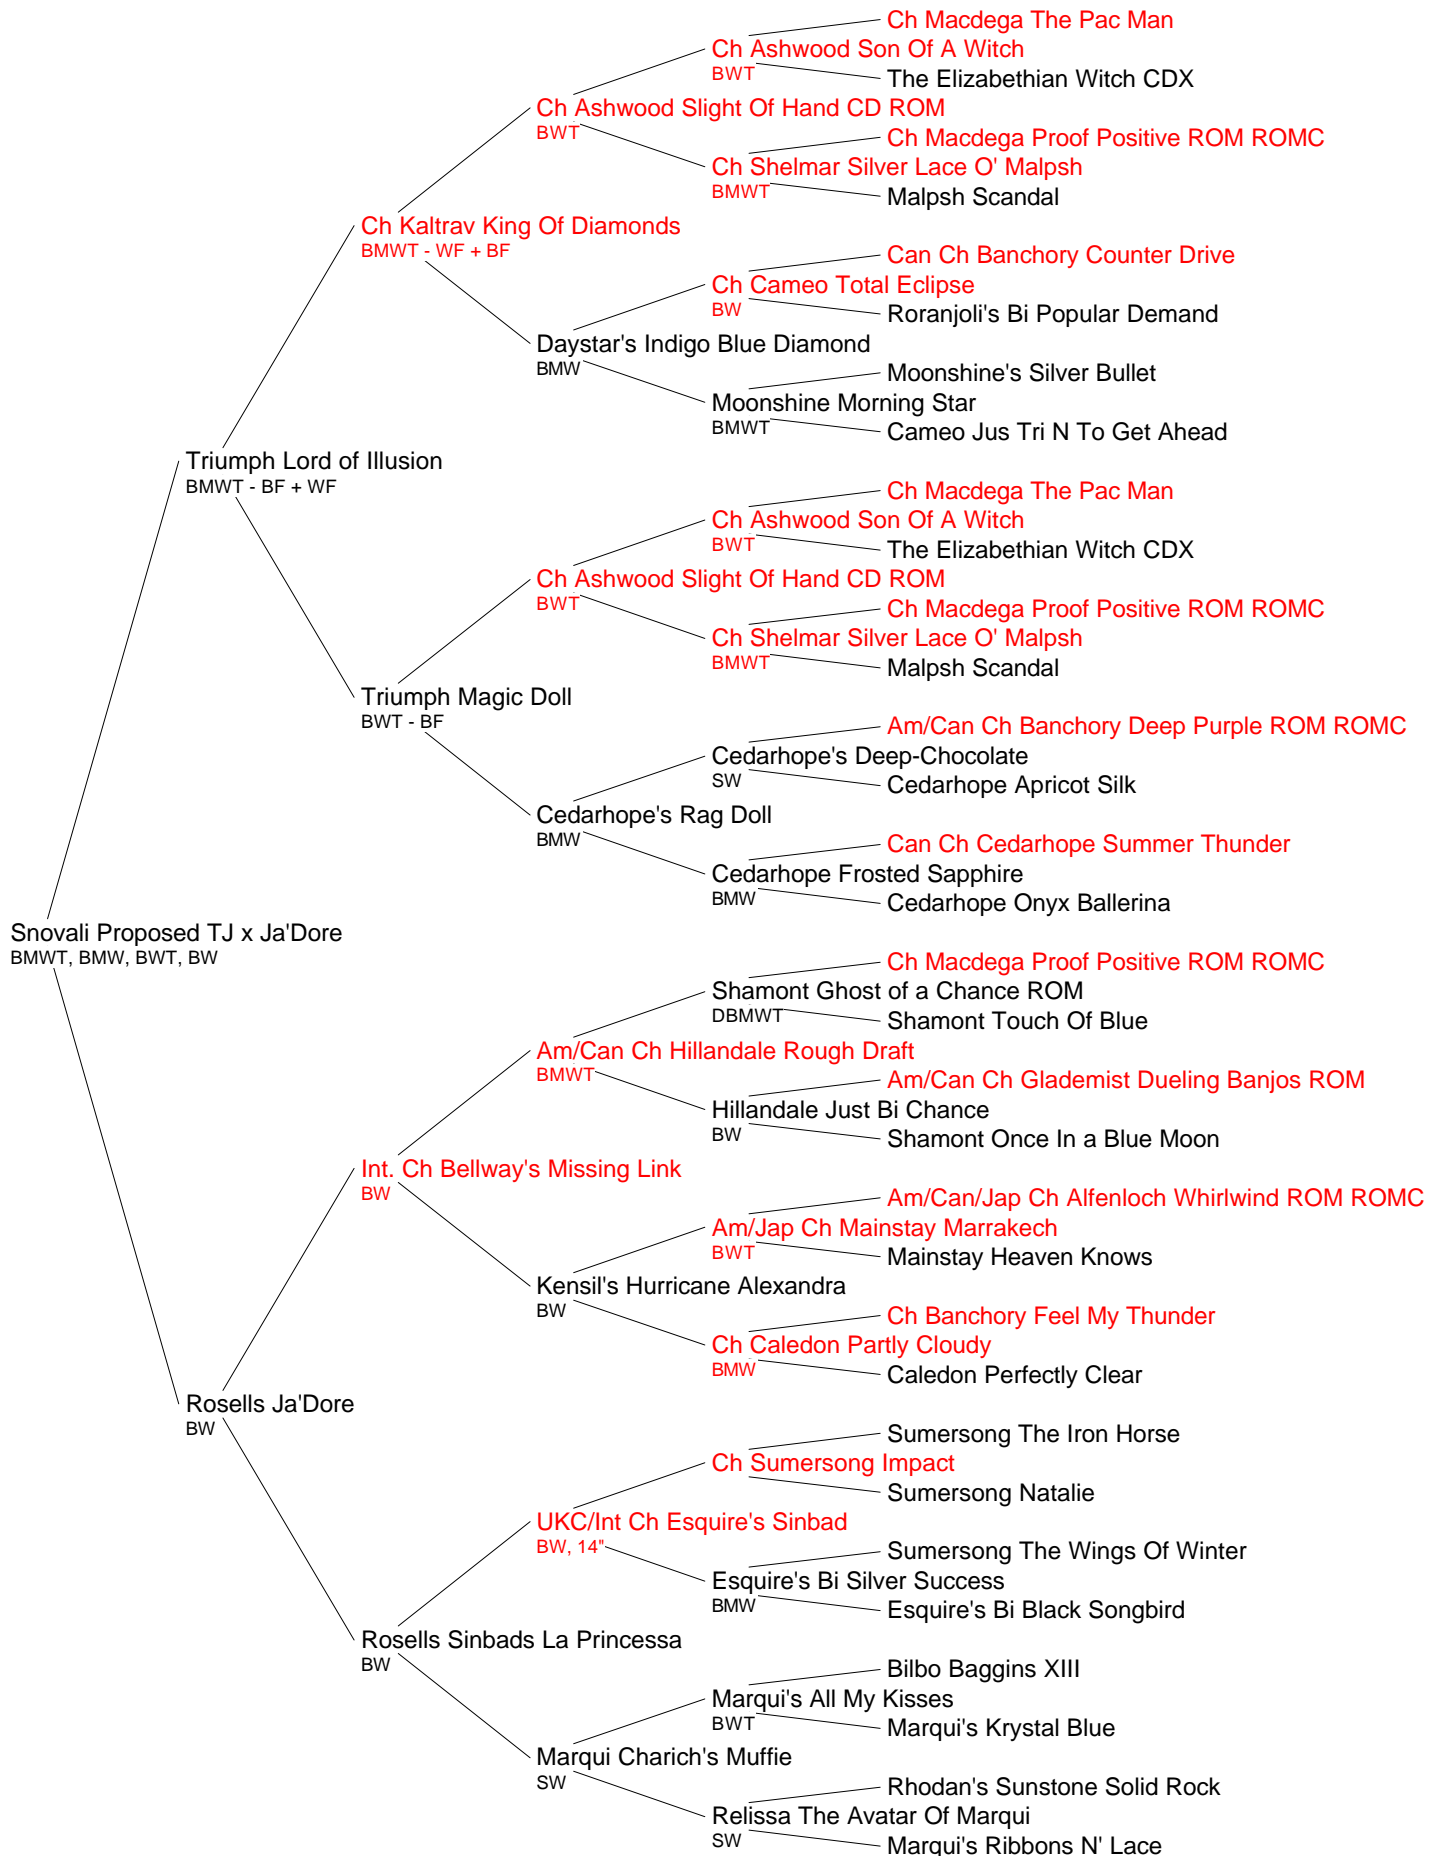 Ch Macdega The Pac Man
Ch Ashwood Son Of A Witch
BWT
The Elizabethian Witch CDX
Ch Ashwood Slight Of Hand CD ROM
BWT
Ch Macdega Proof Positive ROM ROMC
Ch Shelmar Silver Lace O' Malpsh
BMWT
Malpsh Scandal
Ch Kaltrav King Of Diamonds
BMWT - WF + BF
Can Ch Banchory Counter Drive
Ch Cameo Total Eclipse
BW
Roranjoli's Bi Popular Demand
Daystar's Indigo Blue Diamond
BMW
Moonshine's Silver Bullet
Moonshine Morning Star
BMWT
Cameo Jus Tri N To Get Ahead
Triumph Lord of Illusion
BMWT - BF + WF
Ch Macdega The Pac Man
Ch Ashwood Son Of A Witch
BWT
The Elizabethian Witch CDX
Ch Ashwood Slight Of Hand CD ROM
BWT
Ch Macdega Proof Positive ROM ROMC
Ch Shelmar Silver Lace O' Malpsh
BMWT
Malpsh Scandal
Triumph Magic Doll
BWT - BF
Am/Can Ch Banchory Deep Purple ROM ROMC
Cedarhope's Deep-Chocolate
SW
Cedarhope Apricot Silk
Cedarhope's Rag Doll
BMW
Can Ch Cedarhope Summer Thunder
Cedarhope Frosted Sapphire
BMW
Cedarhope Onyx Ballerina
Snovali Proposed TJ x Ja'Dore
BMWT, BMW, BWT, BW
Ch Macdega Proof Positive ROM ROMC
Shamont Ghost of a Chance ROM
DBMWT
Shamont Touch Of Blue
Am/Can Ch Hillandale Rough Draft
BMWT
Am/Can Ch Glademist Dueling Banjos ROM
Hillandale Just Bi Chance
BW
Shamont Once In a Blue Moon
Int. Ch Bellway's Missing Link
BW
Am/Can/Jap Ch Alfenloch Whirlwind ROM ROMC
Am/Jap Ch Mainstay Marrakech
BWT
Mainstay Heaven Knows
Kensil's Hurricane Alexandra
BW
Ch Banchory Feel My Thunder
Ch Caledon Partly Cloudy
BMW
Caledon Perfectly Clear
Rosells Ja'Dore
BW
Sumersong The Iron Horse
Ch Sumersong Impact
Sumersong Natalie
UKC/Int Ch Esquire's Sinbad
BW, 14"
Sumersong The Wings Of Winter
Esquire's Bi Silver Success
BMW
Esquire's Bi Black Songbird
Rosells Sinbads La Princessa
BW
Bilbo Baggins XIII
Marqui's All My Kisses
BWT
Marqui's Krystal Blue
Marqui Charich's Muffie
SW
Rhodan's Sunstone Solid Rock
Relissa The Avatar Of Marqui
SW
Marqui's Ribbons N' Lace